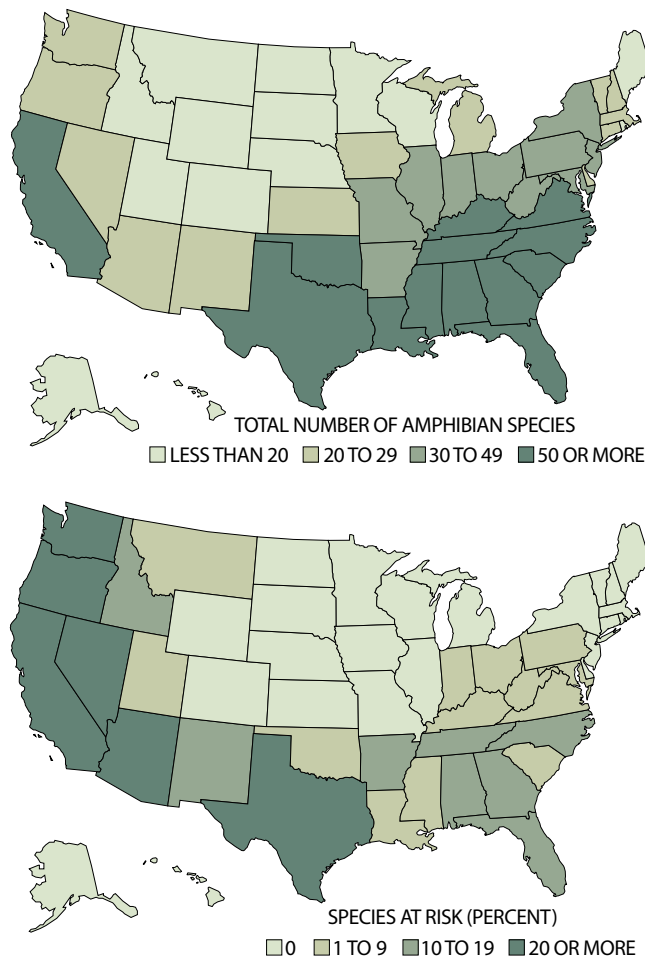 TOTAL NUMBER OF AMPHIBIAN SPECIES
LESS THAN 20 20 TO 29 30 TO 49 50 OR MORE
SPECIES AT RISK (PERCENT)
0 1 TO 9 10 TO 19 20 OR MORE